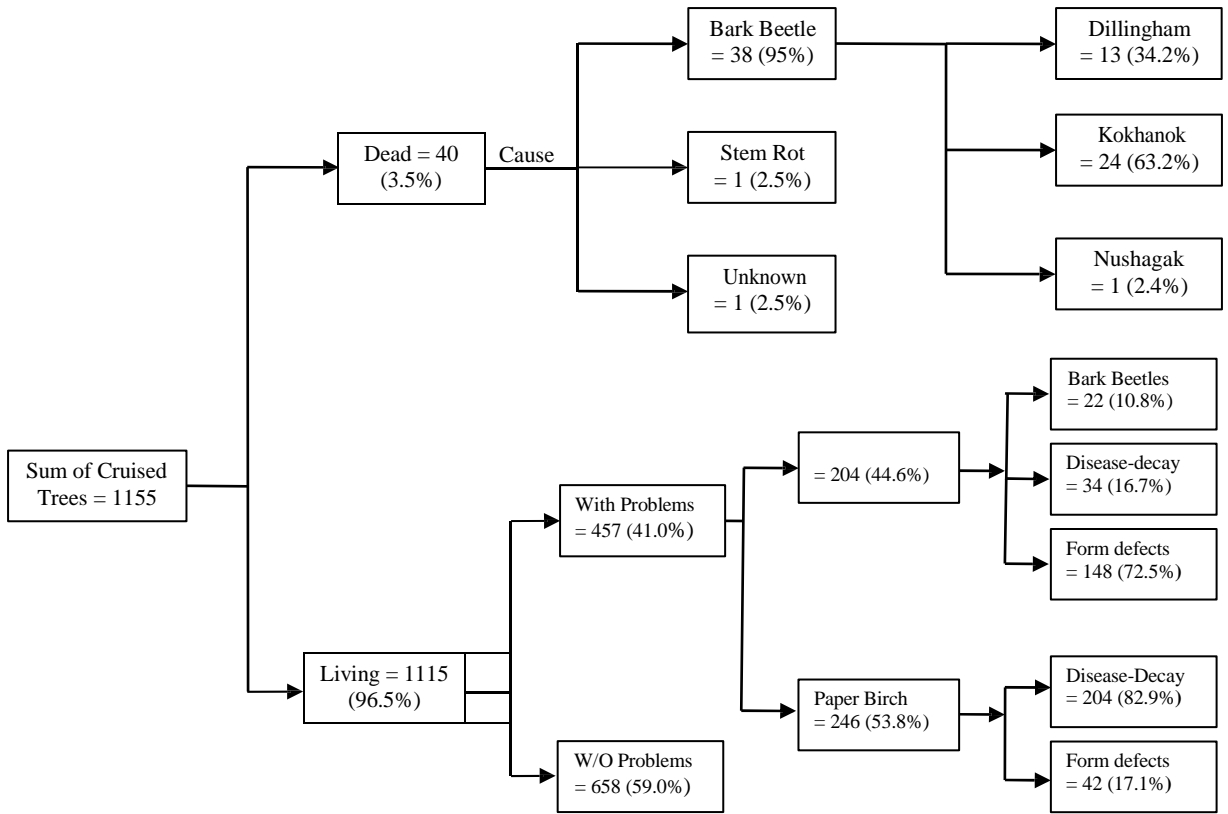 Bark Beetle
= 38 (95%)
Dillingham
= 13 (34.2%)
Dead = 40
(3.5%)
Cause
Stem Rot
= 1 (2.5%)
Kokhanok
= 24 (63.2%)
Unknown
= 1 (2.5%)
Nushagak
= 1 (2.4%)
Sum of Cruised
Trees = 1155
Living = 1115
(96.5%)
With Problems
= 457 (41.0%)
W/O Problems
= 658 (59.0%)
= 204 (44.6%)
Bark Beetles
= 22 (10.8%)
Disease-decay
= 34 (16.7%)
Form defects
= 148 (72.5%)
Paper Birch
= 246 (53.8%)
Disease-Decay
= 204 (82.9%)
Form defects
= 42 (17.1%)